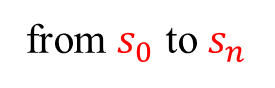 from s₀ to sₙ